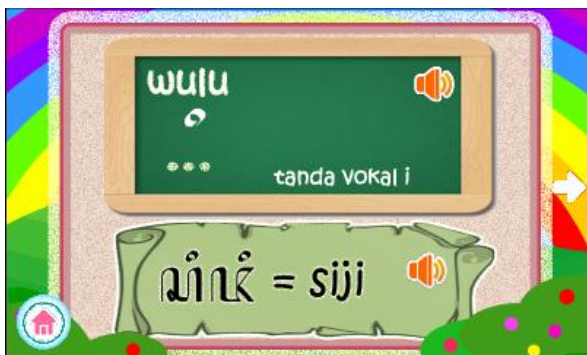 wulu
ꦶ
tanda vokal i
ꦱꦶꦗꦶ = siji